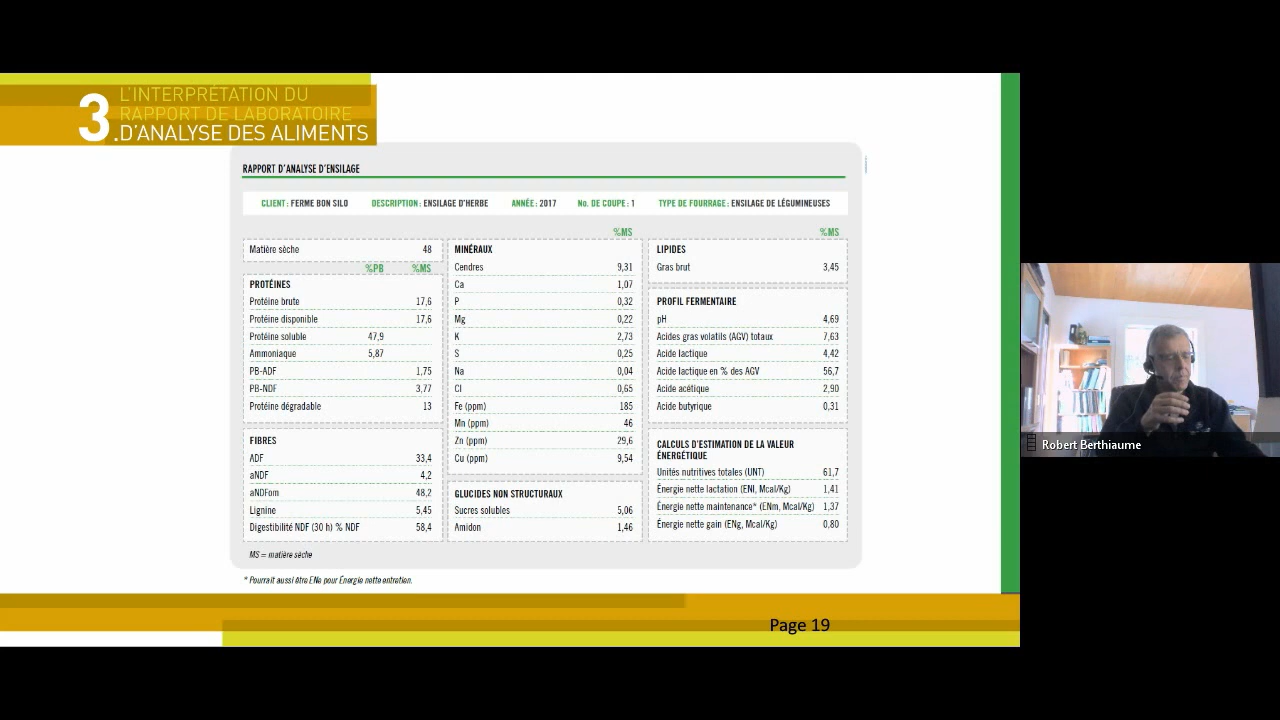 3. L'INTERPRÉTATION DU
RAPPORT DE LABORATOIRE
D'ANALYSE DES ALIMENTS
RAPPORT D'ANALYSE D'ENSILAGE
CLIENT : FERME BON SILO DESCRIPTION : ENSILAGE D'HERBE ANNÉE : 2017 No. DE COUPE : 1 TYPE DE FOURRAGE : ENSILAGE DE LÉGUMINEUSES
Matière sèche 48
%PB %MS
PROTÉINES
Protéine brute 17,6
Protéine disponible 17,6
Protéine soluble 47,9
Ammoniaque 5,87
PB-ADF 1,75
PB-NDF 3,77
Protéine dégradable 13
FIBRES
ADF 33,4
aNDF 4,2
aNDFom 48,2
Lignine 5,45
Digestibilité NDF (30 h) % NDF 58,4
%MS
MINÉRAUX
Cendres 9,31
Ca 1,07
P 0,32
Mg 0,22
K 2,73
S 0,25
Na 0,04
Cl 0,65
Fe (ppm) 185
Mn (ppm) 46
Zn (ppm) 29,6
Cu (ppm) 9,54
GLUCIDES NON STRUCTURAUX
Sucres solubles 5,06
Amidon 1,46
%MS
LIPIDES
Gras brut 3,45
PROFIL FERMENTAIRE
pH 4,69
Acides gras volatils (AGV) totaux 7,63
Acide lactique 4,42
Acide lactique en % des AGV 56,7
Acide acétique 2,90
Acide butyrique 0,31
CALCULS D'ESTIMATION DE LA VALEUR
ÉNERGÉTIQUE
Unités nutritives totales (UNT) 61,7
Énergie nette lactation (ENl, Mcal/Kg) 1,41
Énergie nette maintenance* (ENm, Mcal/Kg) 1,37
Énergie nette gain (ENg, Mcal/Kg) 0,80
MS = matière sèche
* Pourrait aussi être ENe pour Énergie nette entretien.
Page 19
Robert Berthiaume